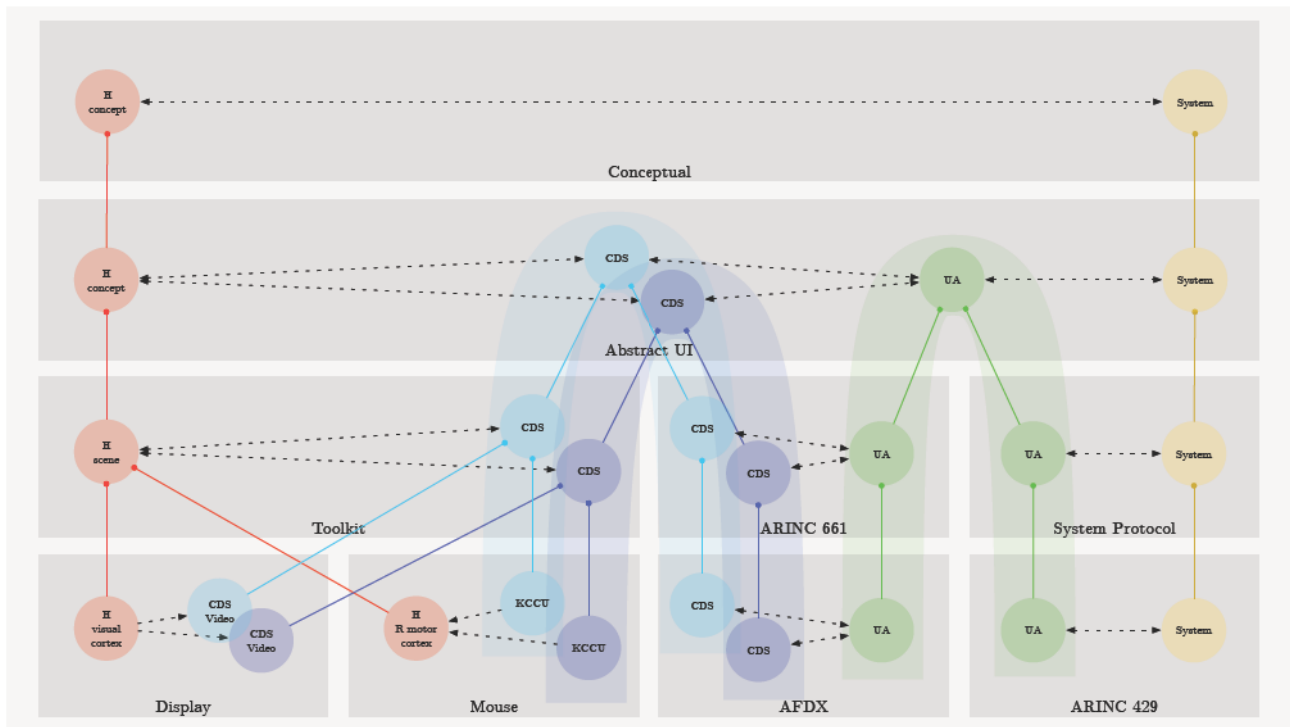 H
concept
System
Conceptual
H
concept
CDS
CDS
UA
System
Abstract UI
H
scene
CDS
CDS
CDS
CDS
UA
UA
System
Toolkit
ARINC 661
System Protocol
H
visual
cortex
CDS
Video
CDS
Video
H
R motor
cortex
KCCU
KCCU
CDS
CDS
UA
UA
System
Display
Mouse
AFDX
ARINC 429